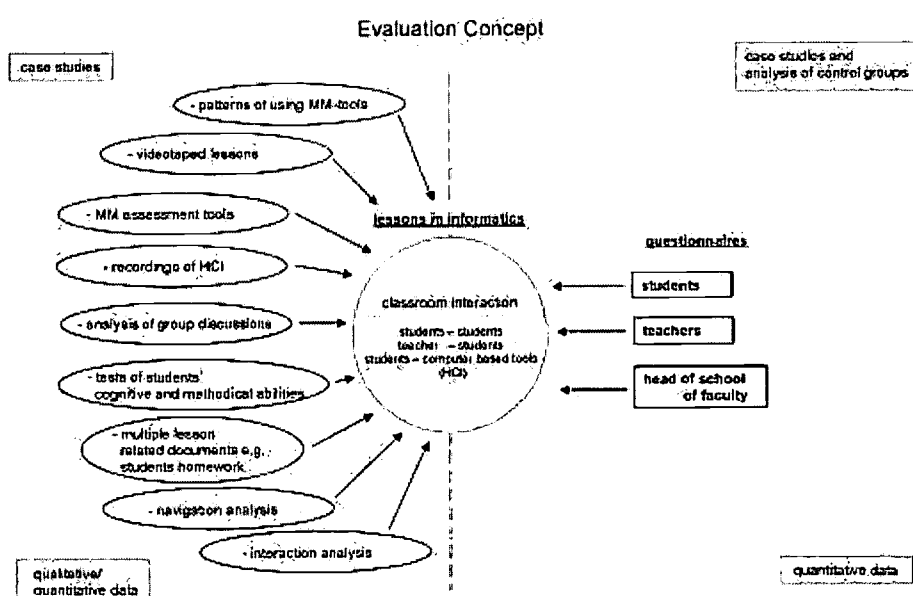 Evaluation Concept
case studies
case studies and
analysis of control groups
- patterns of using MM-tools
- videotaped lessons
- MM assessment tools
- recordings of HCI
- analysis of group discussions
- tests of students'
cognitive and methodical abilities
- multiple lesson
related documents e.g.
students homework
- navigation analysis
- interaction analysis
lessons in informatics
classroom interaction
students – students
teacher – students
students – computer based tools
(HCI)
questionnaires
students
teachers
head of school
of faculty
qualitative/
quantitative data
quantitative data